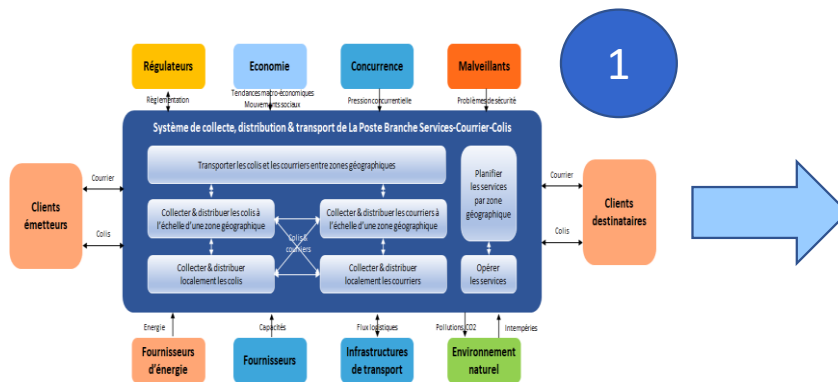 Régulateurs
Economie
Concurrence
Malveillants
1
Règlementation
Tendances macro-économiques
Mouvements sociaux
Pression concurrentielle
Problèmes de sécurité
Système de collecte, distribution & transport de La Poste Branche Services-Courrier-Colis
Transporter les colis et les courriers entre zones géographiques
Planifier
les services
par zone
géographique
Clients
émetteurs
Courrier
Colis
Courrier
Colis
Clients
destinataires
Collecter & distribuer les colis à
l'échelle d'une zone géographique
Collecter & distribuer les courriers à
l'échelle d'une zone géographique
Colis &
courriers
Collecter & distribuer
localement les colis
Collecter & distribuer
localement les courriers
Opérer
les services
Energie
Capacités
Flux logistiques
Pollutions, CO2
Intempéries
Fournisseurs
d'énergie
Fournisseurs
Infrastructures
de transport
Environnement
naturel